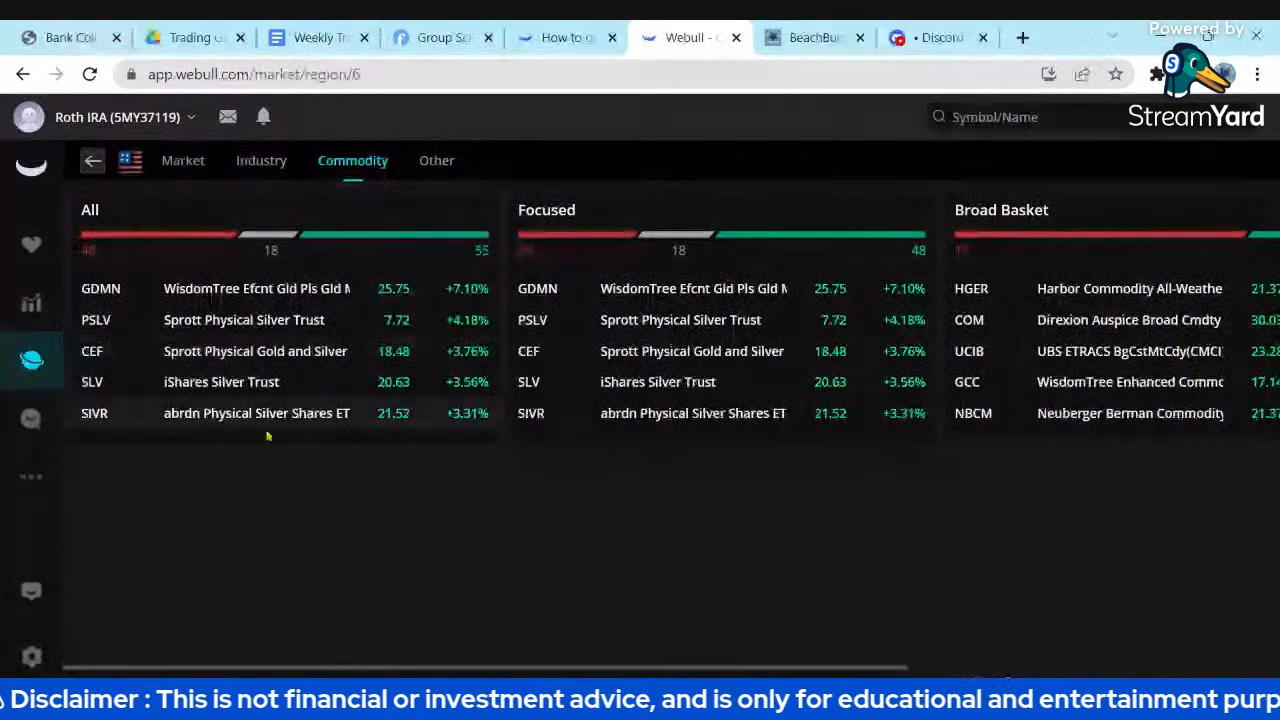 Powered by
StreamYard
Bank Co
Trading G
Weekly Tr
Group S
How to
Webull -
BeachBu
• Discord
app.webull.com/market/region/6
Roth IRA (5MY37119)
Symbol/Name
Market Industry Commodity Other
All
48 18 55
GDMN WisdomTree Efcnt Gld Pls Gld M 25.75 +7.10%
PSLV Sprott Physical Silver Trust 7.72 +4.18%
CEF Sprott Physical Gold and Silver 18.48 +3.76%
SLV iShares Silver Trust 20.63 +3.56%
SIVR abrdn Physical Silver Shares ET 21.52 +3.31%
Focused
18 48
GDMN WisdomTree Efcnt Gld Pls Gld M 25.75 +7.10%
PSLV Sprott Physical Silver Trust 7.72 +4.18%
CEF Sprott Physical Gold and Silver 18.48 +3.76%
SLV iShares Silver Trust 20.63 +3.56%
SIVR abrdn Physical Silver Shares ET 21.52 +3.31%
Broad Basket
HGER Harbor Commodity All-Weathe 21.37
COM Direxion Auspice Broad Cmdty 30.03
UCIB UBS ETRACS BgCstMtCdy(CMCI 23.28
GCC WisdomTree Enhanced Commo 17.14
NBCM Neuberger Berman Commodity 21.37
Disclaimer : This is not financial or investment advice, and is only for educational and entertainment purp